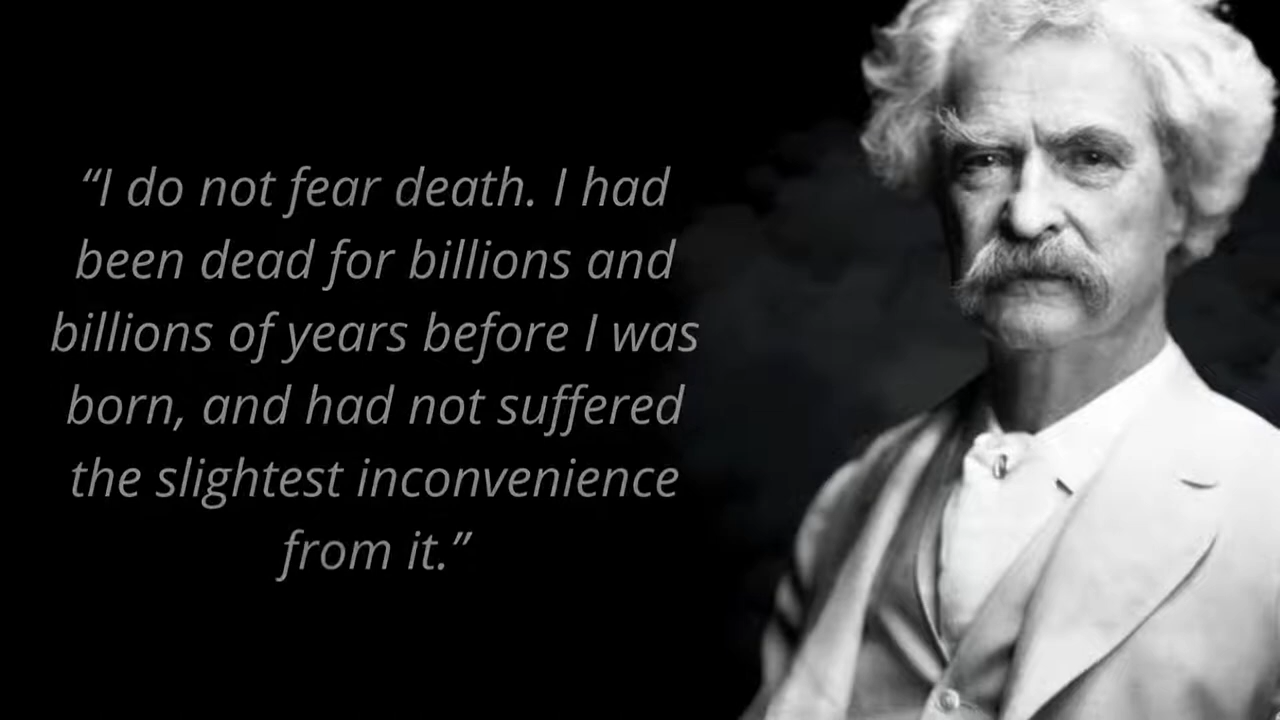 “I do not fear death. I had
been dead for billions and
billions of years before I was
born, and had not suffered
the slightest inconvenience
from it.”